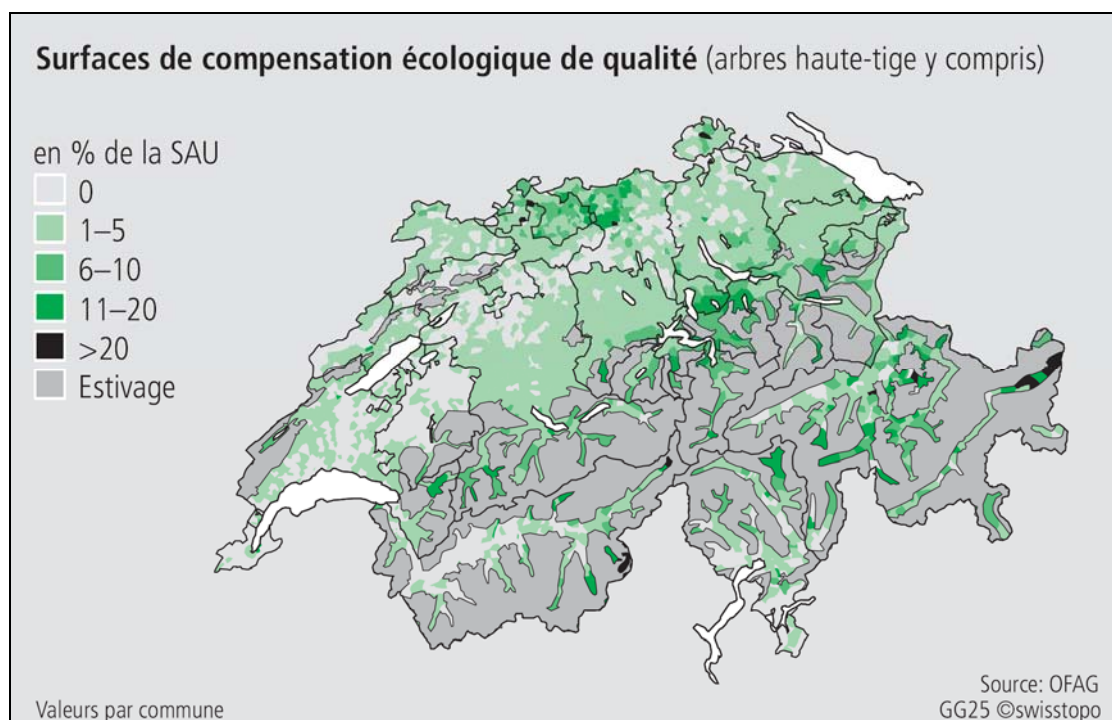 Surfaces de compensation écologique de qualité (arbres haute-tige y compris)
en % de la SAU
0
1–5
6–10
11–20
>20
Estivage
Valeurs par commune
Source: OFAG
GG25 ©swisstopo